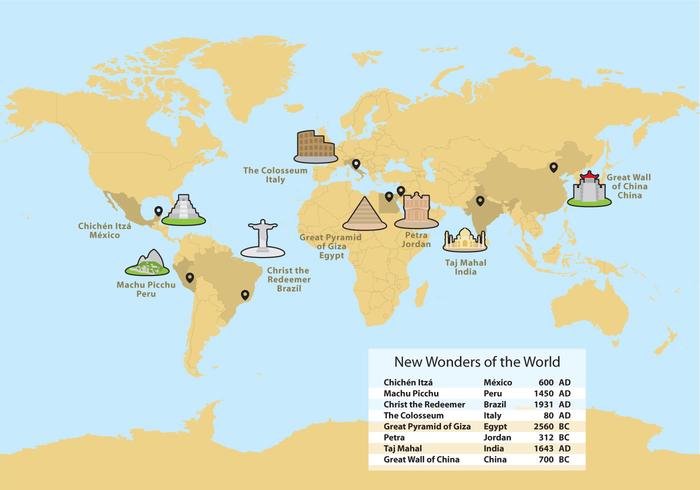 The Colosseum
Italy
Great Wall
of China
China
Chichén Itzá
México
Great Pyramid
of Giza
Egypt
Petra
Jordan
Taj Mahal
India
Machu Picchu
Peru
Christ the
Redeemer
Brazil
New Wonders of the World
Chichén Itzá México 600 AD
Machu Picchu Peru 1450 AD
Christ the Redeemer Brazil 1931 AD
The Colosseum Italy 80 AD
Great Pyramid of Giza Egypt 2560 BC
Petra Jordan 312 BC
Taj Mahal India 1643 AD
Great Wall of China China 700 BC